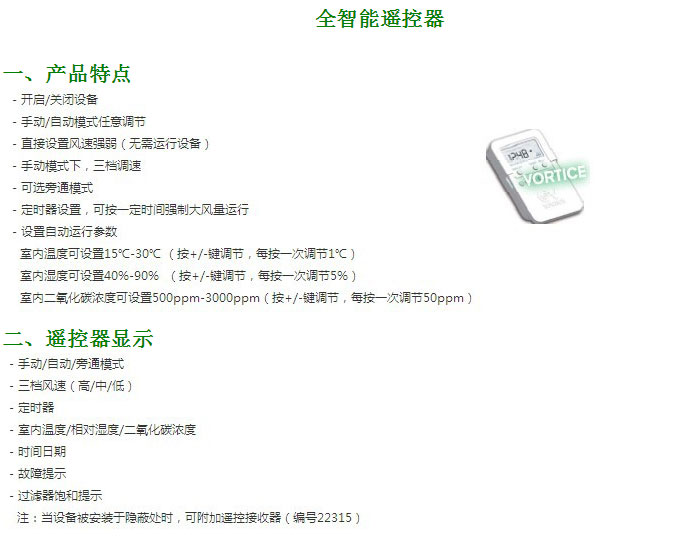 全智能遥控器
一、产品特点
- 开启/关闭设备
- 手动/自动模式任意调节
- 直接设置风速强弱（无需运行设备）
- 手动模式下，三档调速
- 可选旁通模式
- 定时器设置，可按一定时间强制大风量运行
- 设置自动运行参数
室内温度可设置15℃-30℃ （按+/-键调节，每按一次调节1℃）
室内湿度可设置40%-90% （按+/-键调节，每按一次调节5%）
室内二氧化碳浓度可设置500ppm-3000ppm（按+/-键调节，每按一次调节50ppm）
VORTICE
二、遥控器显示
- 手动/自动/旁通模式
- 三档风速（高/中/低）
- 定时器
- 室内温度/相对湿度/二氧化碳浓度
- 时间日期
- 故障提示
- 过滤器饱和提示
注：当设备被安装于隐蔽处时，可附加遥控接收器（编号22315）